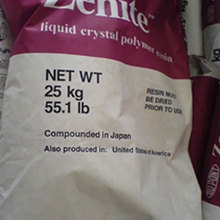 Zenite™
liquid crystal polymer resin
NET WT
25 kg
55.1 lb
RESIN MUST
BE DRIED
PRIOR TO USE
Compounded in Japan
Also produced in: United States of America